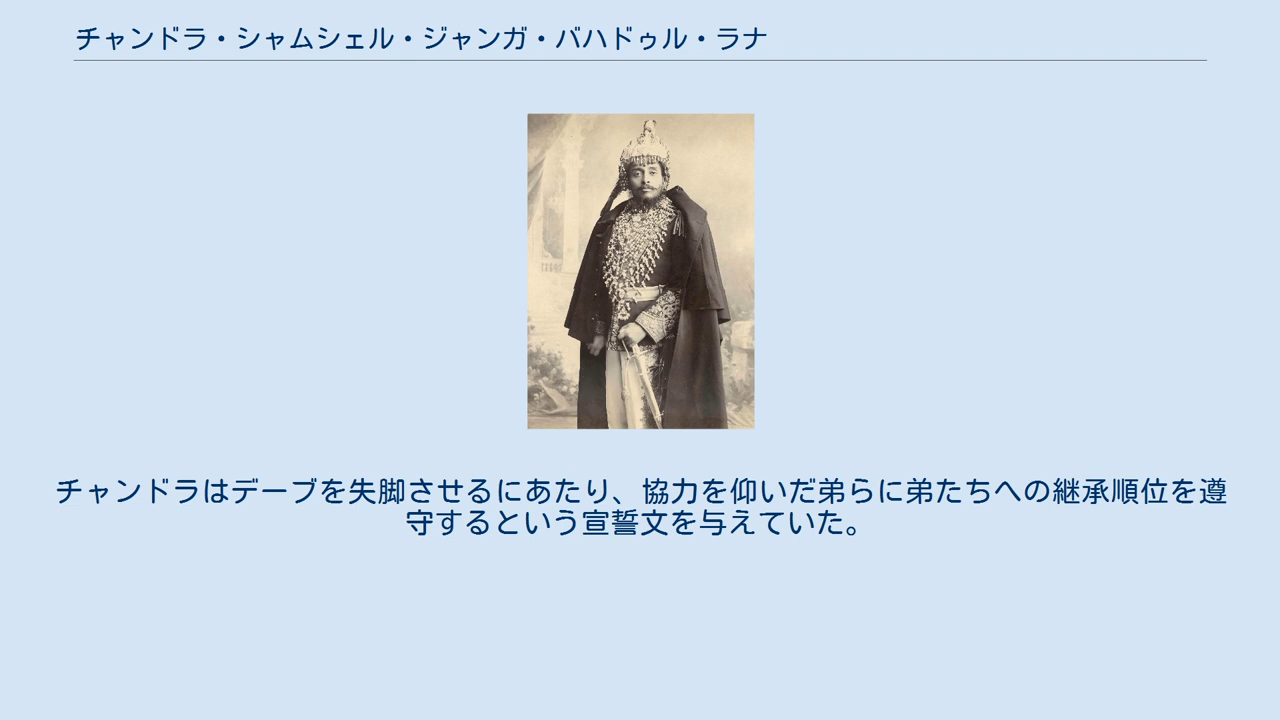 チャンドラ・シャムシェル・ジャンガ・バハドゥル・ラナ
チャンドラはデーブを失脚させるにあたり、協力を仰いだ弟らに弟たちへの継承順位を遵
守するという宣誓文を与えていた。